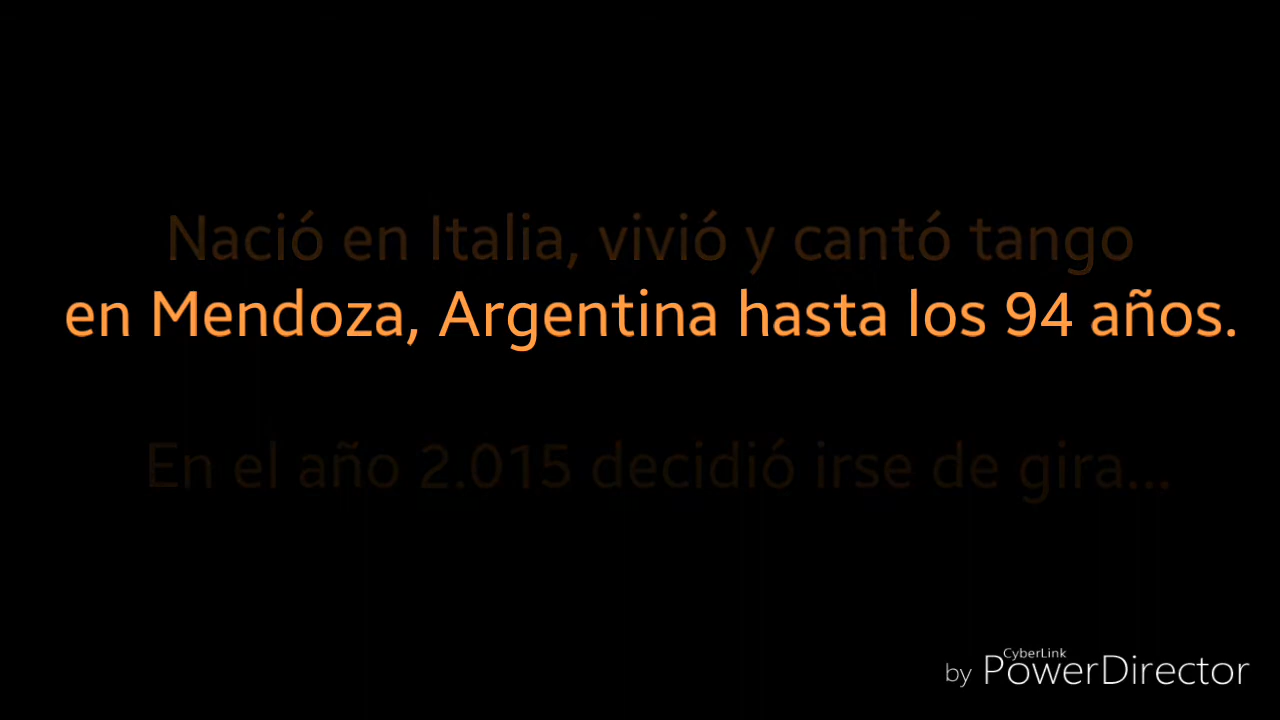 Nació en Italia, vivió y cantó tango
en Mendoza, Argentina hasta los 94 años.
En el año 2.015 decidió irse de gira...
by CyberLink PowerDirector